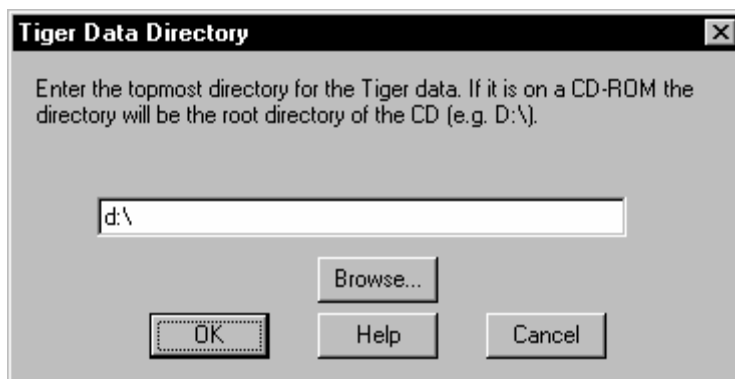 Tiger Data Directory
Enter the topmost directory for the Tiger data. If it is on a CD-ROM the
directory will be the root directory of the CD (e.g. D:\).
d:\
Browse...
OK Help Cancel